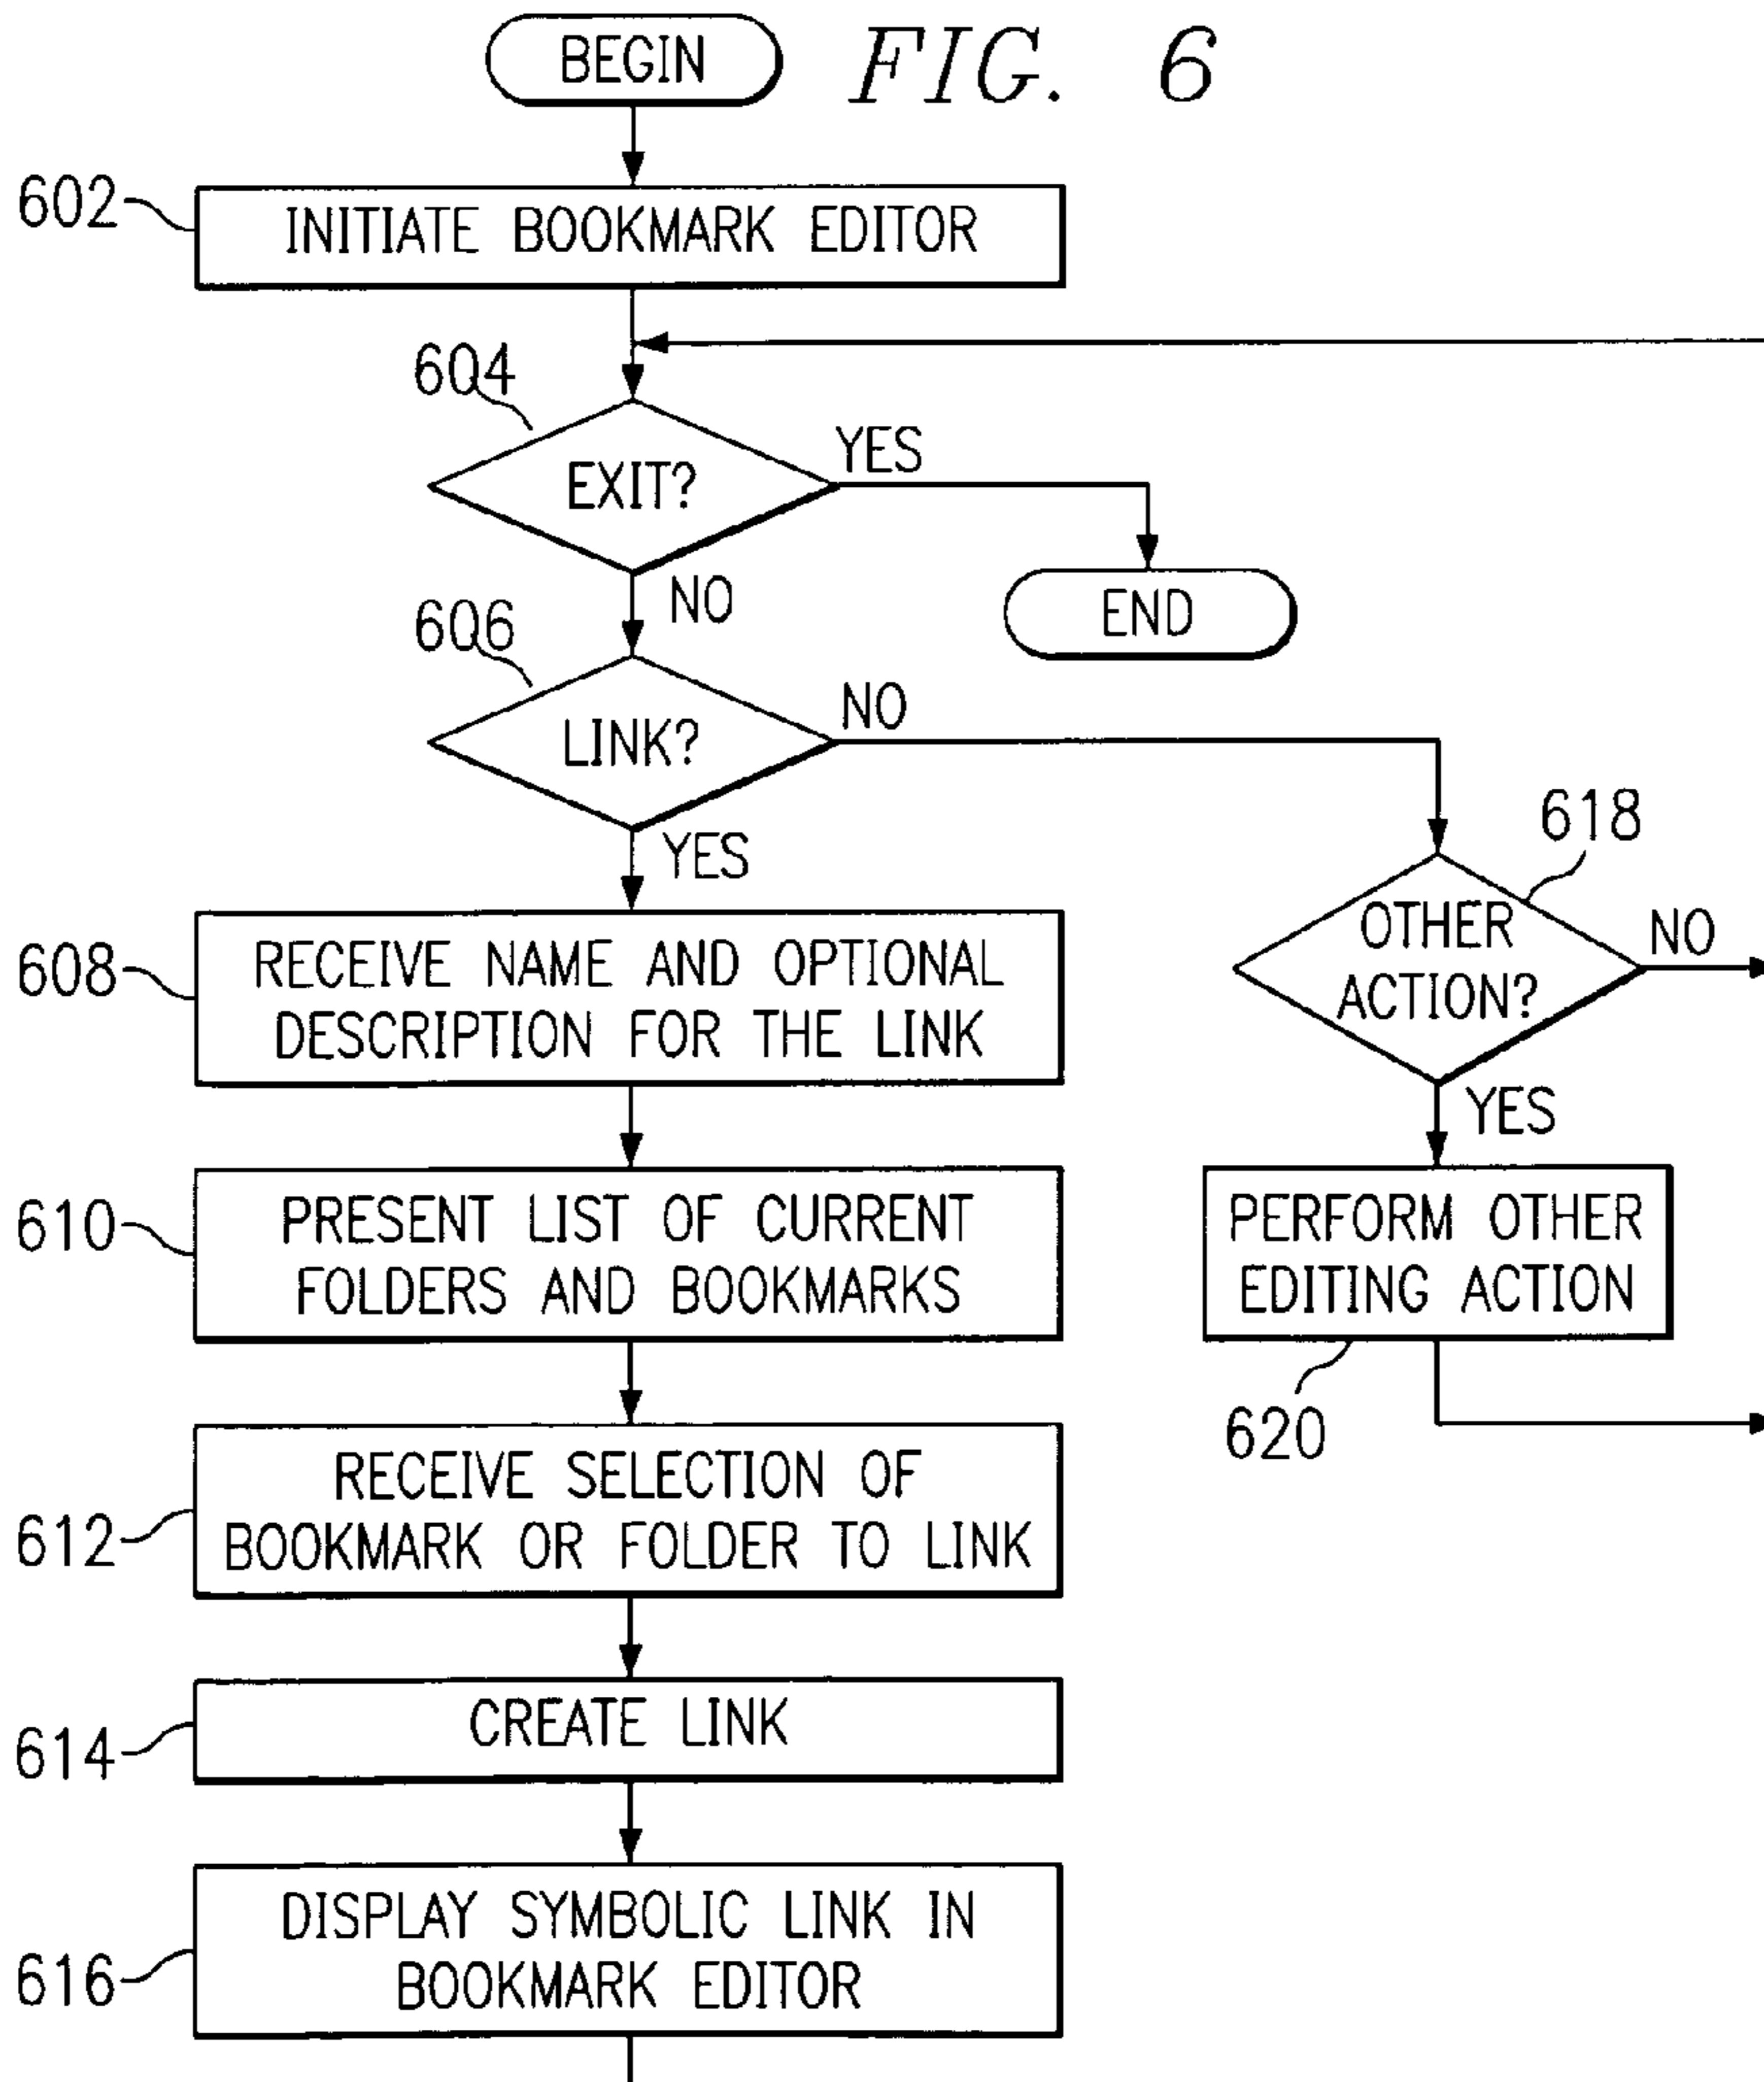 BEGIN
FIG. 6
602
INITIATE BOOKMARK EDITOR
604
EXIT?
YES
NO
END
606
LINK?
NO
YES
618
OTHER
ACTION?
NO
YES
608
RECEIVE NAME AND OPTIONAL
DESCRIPTION FOR THE LINK
610
PRESENT LIST OF CURRENT
FOLDERS AND BOOKMARKS
PERFORM OTHER
EDITING ACTION
620
612
RECEIVE SELECTION OF
BOOKMARK OR FOLDER TO LINK
614
CREATE LINK
616
DISPLAY SYMBOLIC LINK IN
BOOKMARK EDITOR